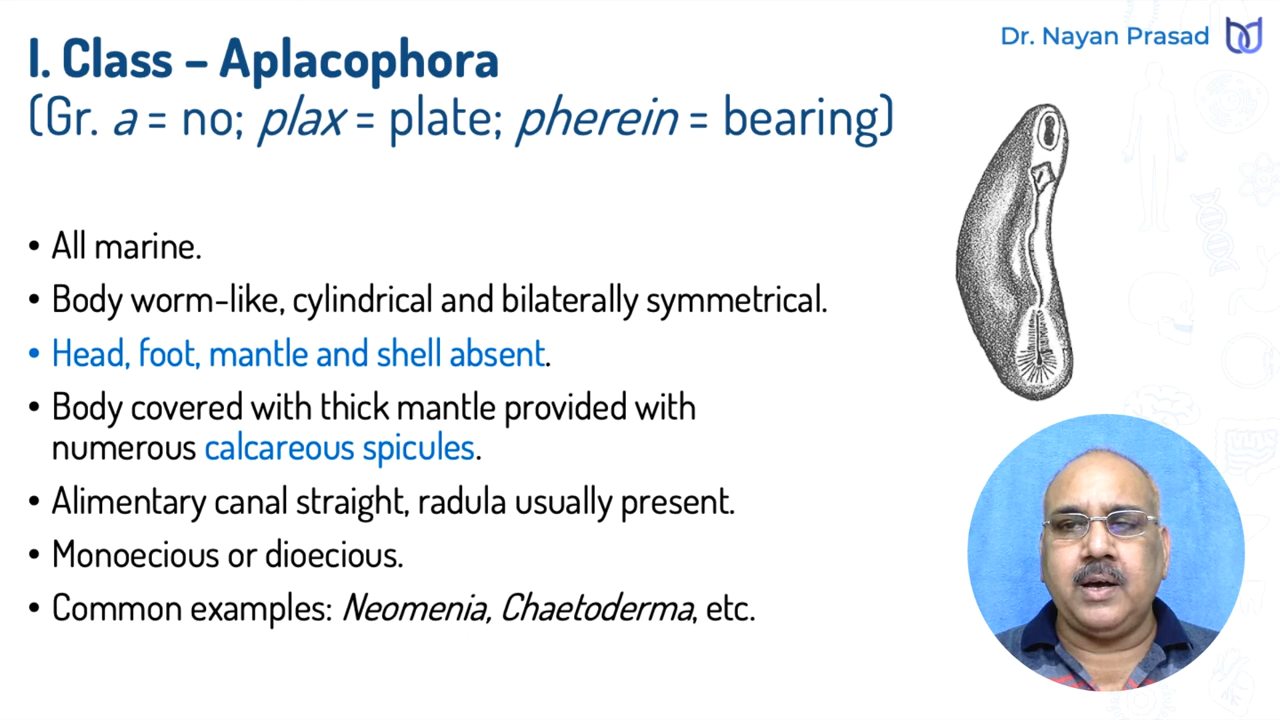 I. Class – Aplacophora
Dr. Nayan Prasad
(Gr. a = no; plax = plate; pherein = bearing)
• All marine.
• Body worm-like, cylindrical and bilaterally symmetrical.
• Head, foot, mantle and shell absent.
• Body covered with thick mantle provided with
numerous calcareous spicules.
• Alimentary canal straight, radula usually present.
• Monoecious or dioecious.
• Common examples: Neomenia, Chaetoderma, etc.